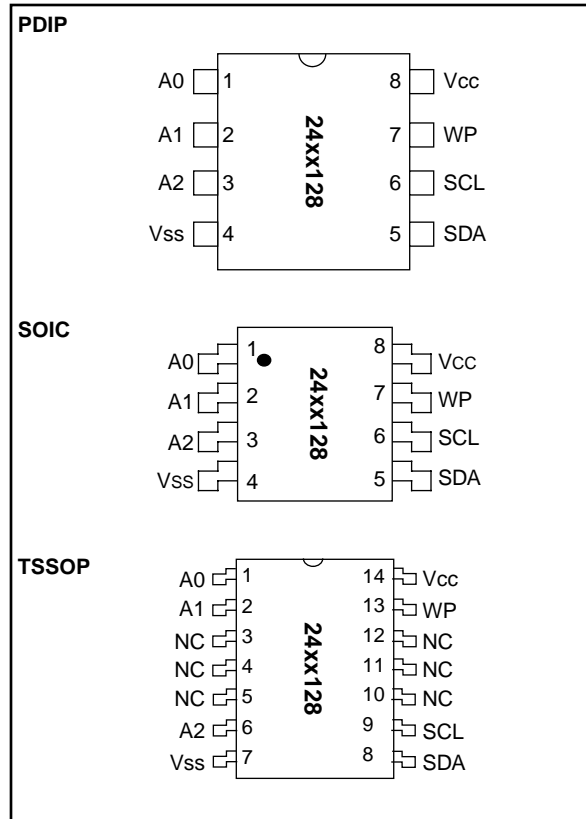 PDIP
A0 1 8 Vcc
A1 2 7 WP
A2 3 6 SCL
Vss 4 5 SDA
24xx128
SOIC
A0 1 8 Vcc
A1 2 7 WP
A2 3 6 SCL
Vss 4 5 SDA
24xx128
TSSOP
A0 1 14 Vcc
A1 2 13 WP
NC 3 12 NC
NC 4 11 NC
NC 5 10 NC
A2 6 9 SCL
Vss 7 8 SDA
24xx128